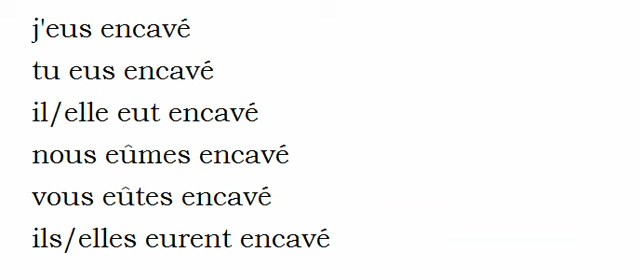 j'eus encavé
tu eus encavé
il/elle eut encavé
nous eûmes encavé
vous eûtes encavé
ils/elles eurent encavé